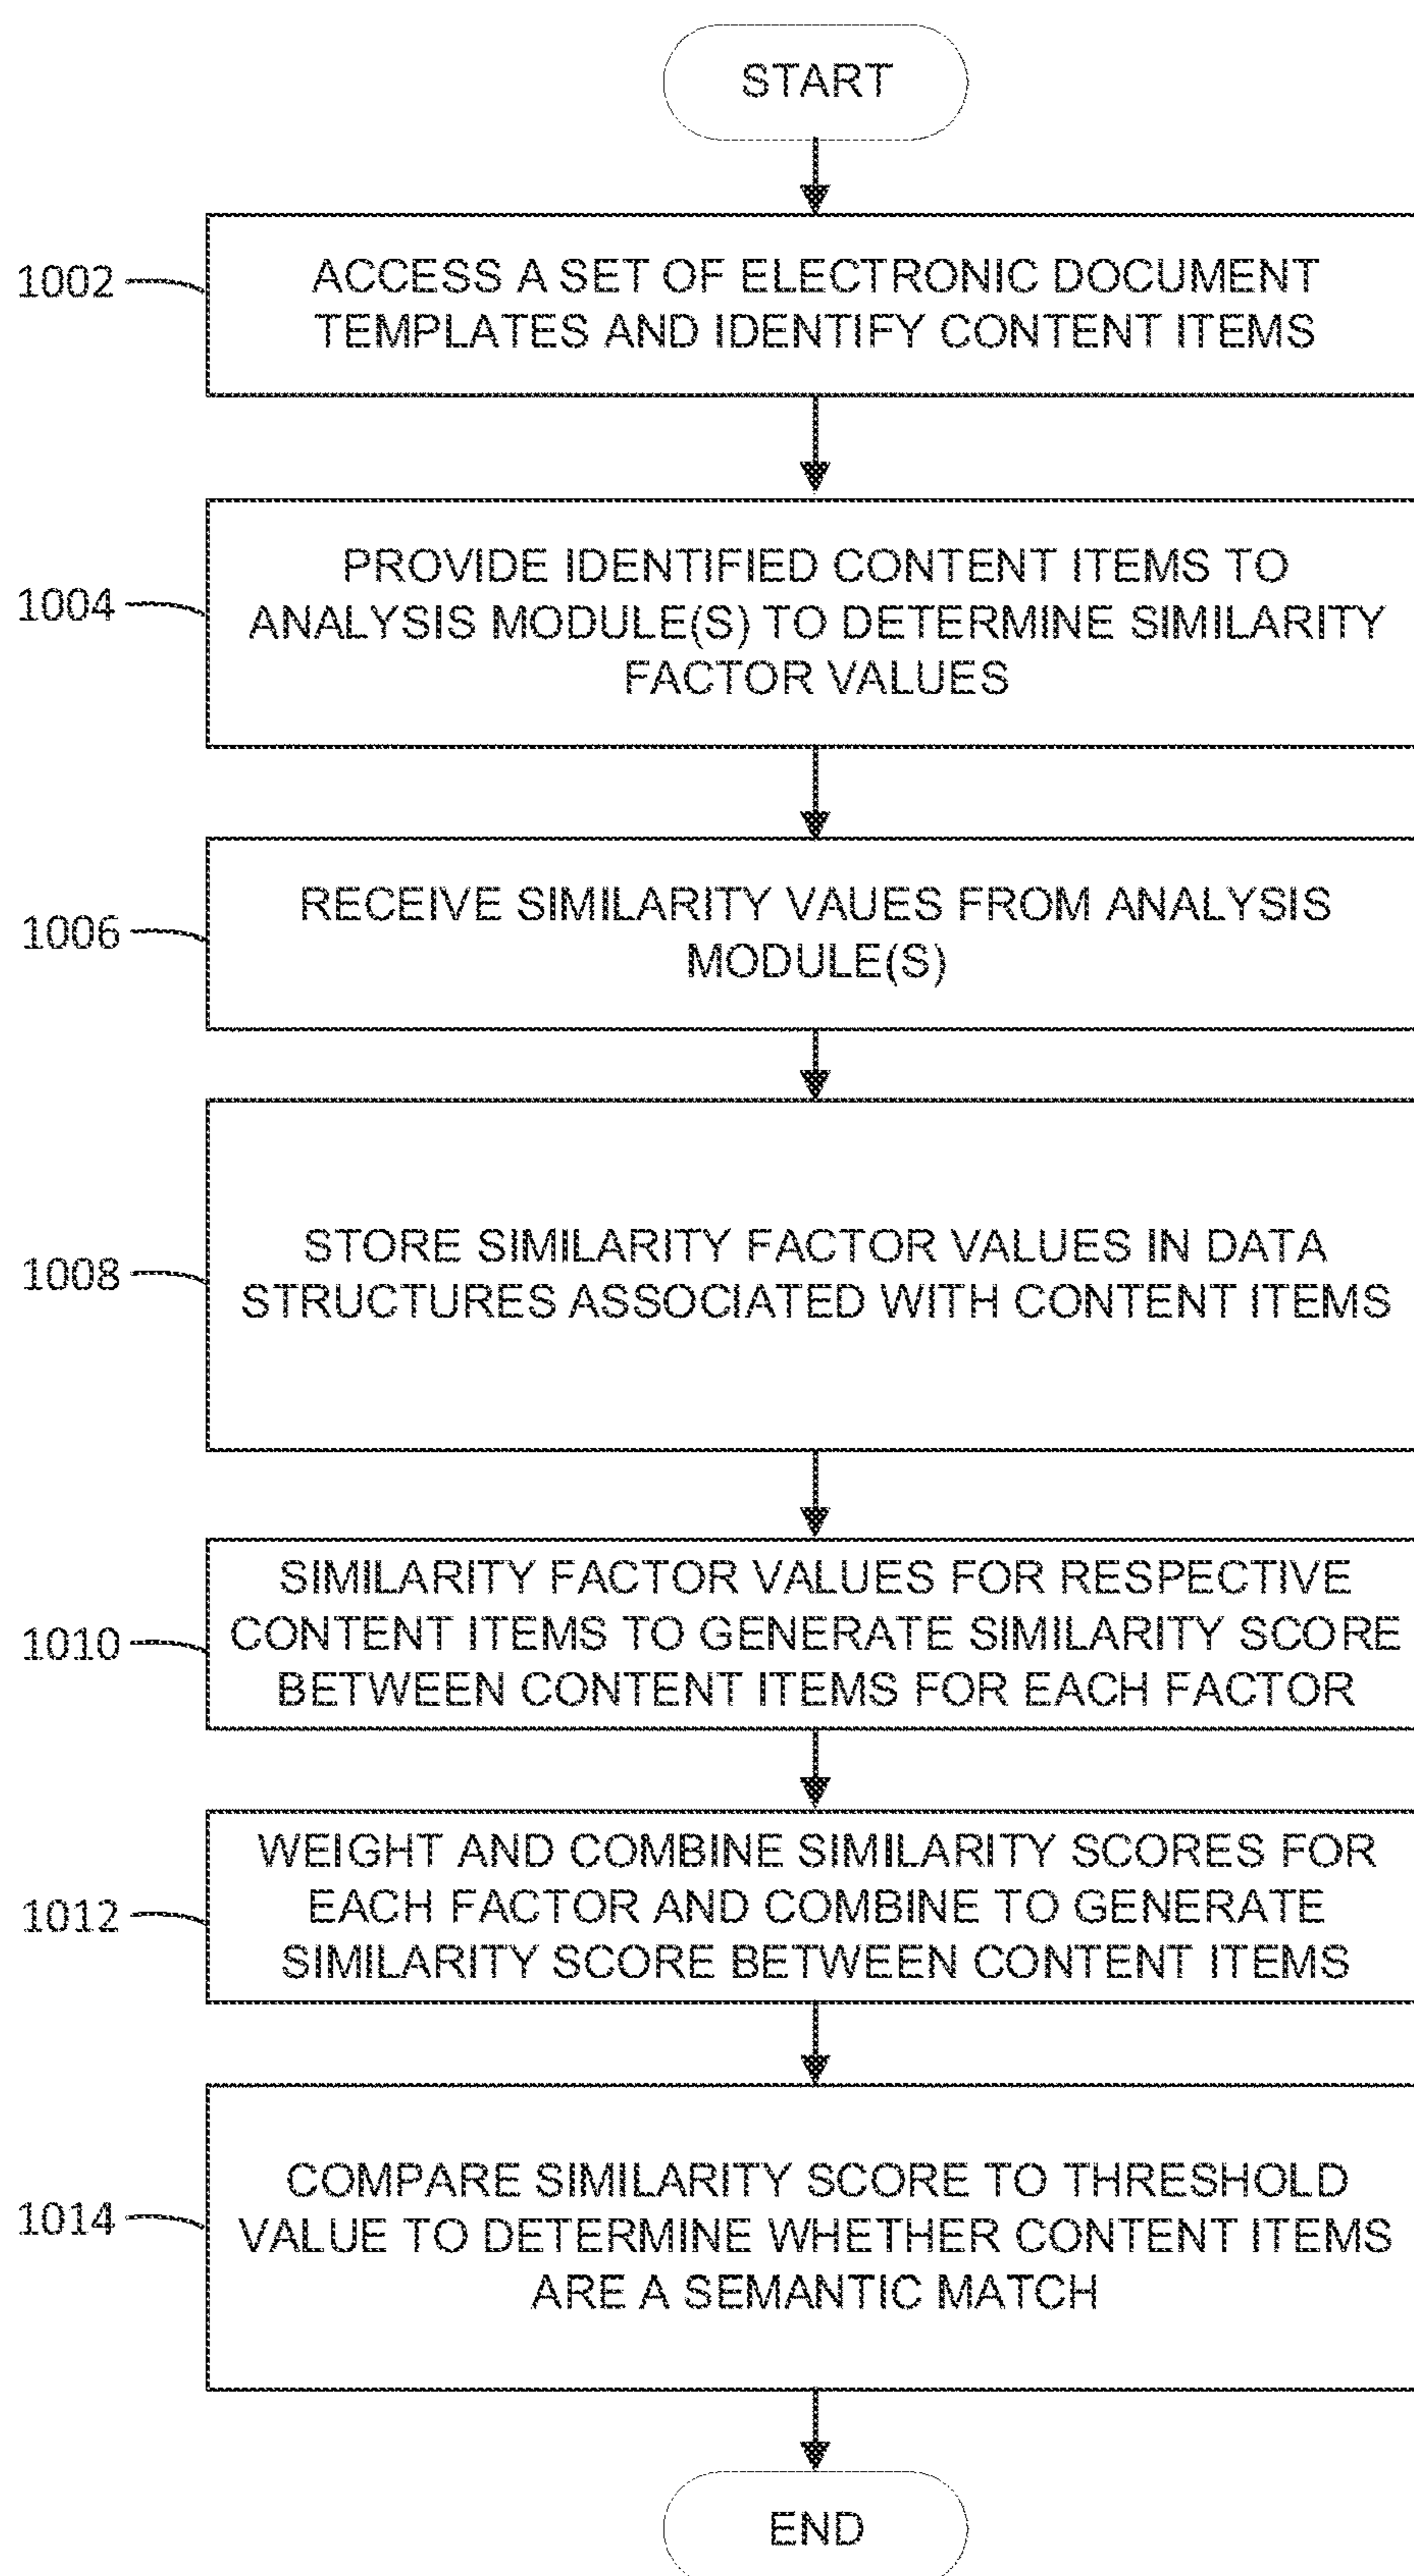 START
1002
ACCESS A SET OF ELECTRONIC DOCUMENT
TEMPLATES AND IDENTIFY CONTENT ITEMS
1004
PROVIDE IDENTIFIED CONTENT ITEMS TO
ANALYSIS MODULE(S) TO DETERMINE SIMILARITY
FACTOR VALUES
1006
RECEIVE SIMILARITY VAUES FROM ANALYSIS
MODULE(S)
1008
STORE SIMILARITY FACTOR VALUES IN DATA
STRUCTURES ASSOCIATED WITH CONTENT ITEMS
1010
SIMILARITY FACTOR VALUES FOR RESPECTIVE
CONTENT ITEMS TO GENERATE SIMILARITY SCORE
BETWEEN CONTENT ITEMS FOR EACH FACTOR
1012
WEIGHT AND COMBINE SIMILARITY SCORES FOR
EACH FACTOR AND COMBINE TO GENERATE
SIMILARITY SCORE BETWEEN CONTENT ITEMS
1014
COMPARE SIMILARITY SCORE TO THRESHOLD
VALUE TO DETERMINE WHETHER CONTENT ITEMS
ARE A SEMANTIC MATCH
END